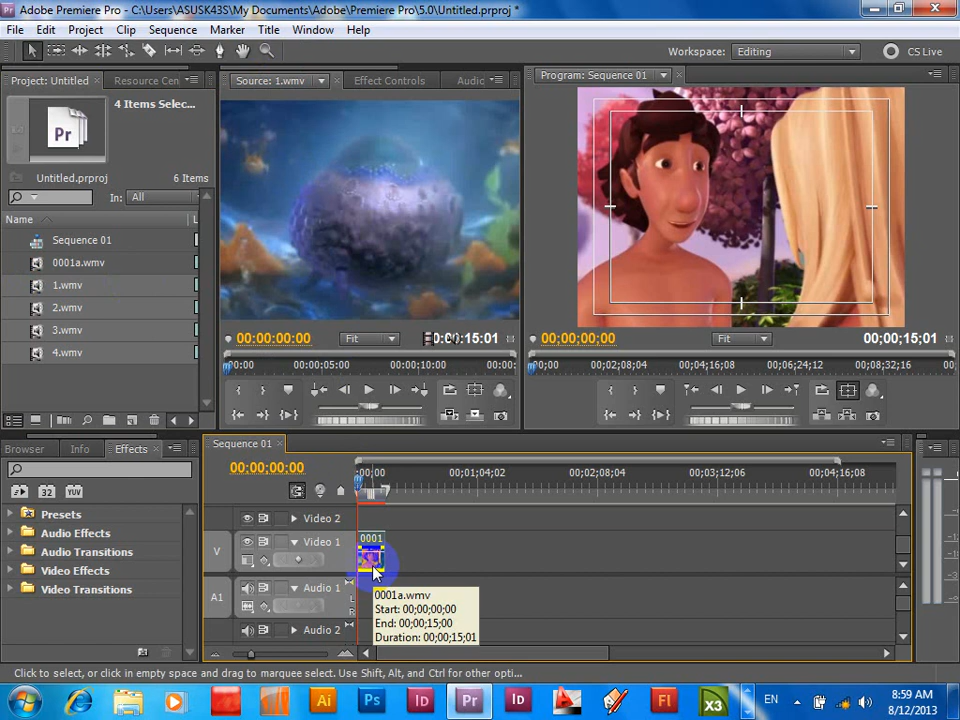 Adobe Premiere Pro - C:\Users\ASUSK43S\My Documents\Adobe\Premiere Pro\5.0\Untitled.prproj *
File Edit Project Clip Sequence Marker Title Window Help
Workspace: Editing CS Live
Project: Untitled Resource Cen
4 Items Selec...
Pr
Untitled.prproj 6 Items
In: All
Name L
Sequence 01
0001a.wmv
1.wmv
2.wmv
3.wmv
4.wmv
Source: 1.wmv Effect Controls Audio
00:00:00:00 Fit 0:00:15:01
00:00 00:00:05:00 00:00:10:00 00:00:
Program: Sequence 01
00;00;00;00 Fit 00;00;15;01
00;00 00;02;08;04 00;04;16;08 00;06;24;12 00;08;32;16 00;
Browser Info Effects
32 YUV
Presets
Audio Effects
Audio Transitions
Video Effects
Video Transitions
Sequence 01
00;00;00;00
;00;00 00;01;04;02 00;02;08;04 00;03;12;06 00;04;16;08
Video 2
V Video 1 0001
A1 Audio 1 L R
Audio 2
0001a.wmv
Start: 00;00;00;00
End: 00;00;15;00
Duration: 00;00;15;01
Click to select, or click in empty space and drag to marquee select. Use Shift, Alt, and Ctrl for other opti...
Ai Ps Id Pr Id Fl X3 EN
8:59 AM
8/12/2013